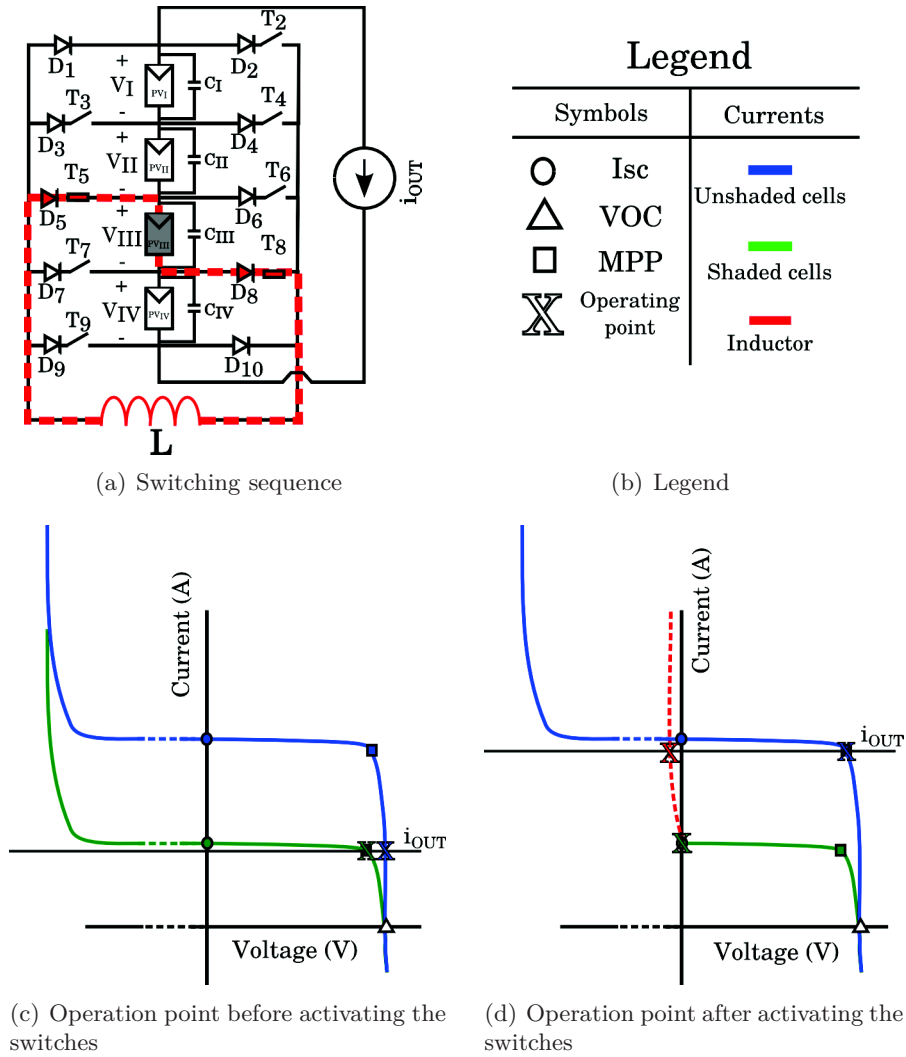 D1
D2
T2
+
VI
-
PVI
CI
T3
D3
T4
D4
+
VII
-
PVII
CII
T5
D5
T6
D6
+
VIII
-
PVIII
CIII
T7
D7
T8
D8
+
VIV
-
PVIV
CIV
T9
D9
D10
iOUT
L
(a) Switching sequence
Legend
Symbols
Currents
Isc
VOC
MPP
Operating
point
Unshaded cells
Shaded cells
Inductor
(b) Legend
Current (A)
iOUT
Voltage (V)
(c) Operation point before activating the
switches
Current (A)
iOUT
Voltage (V)
(d) Operation point after activating the
switches